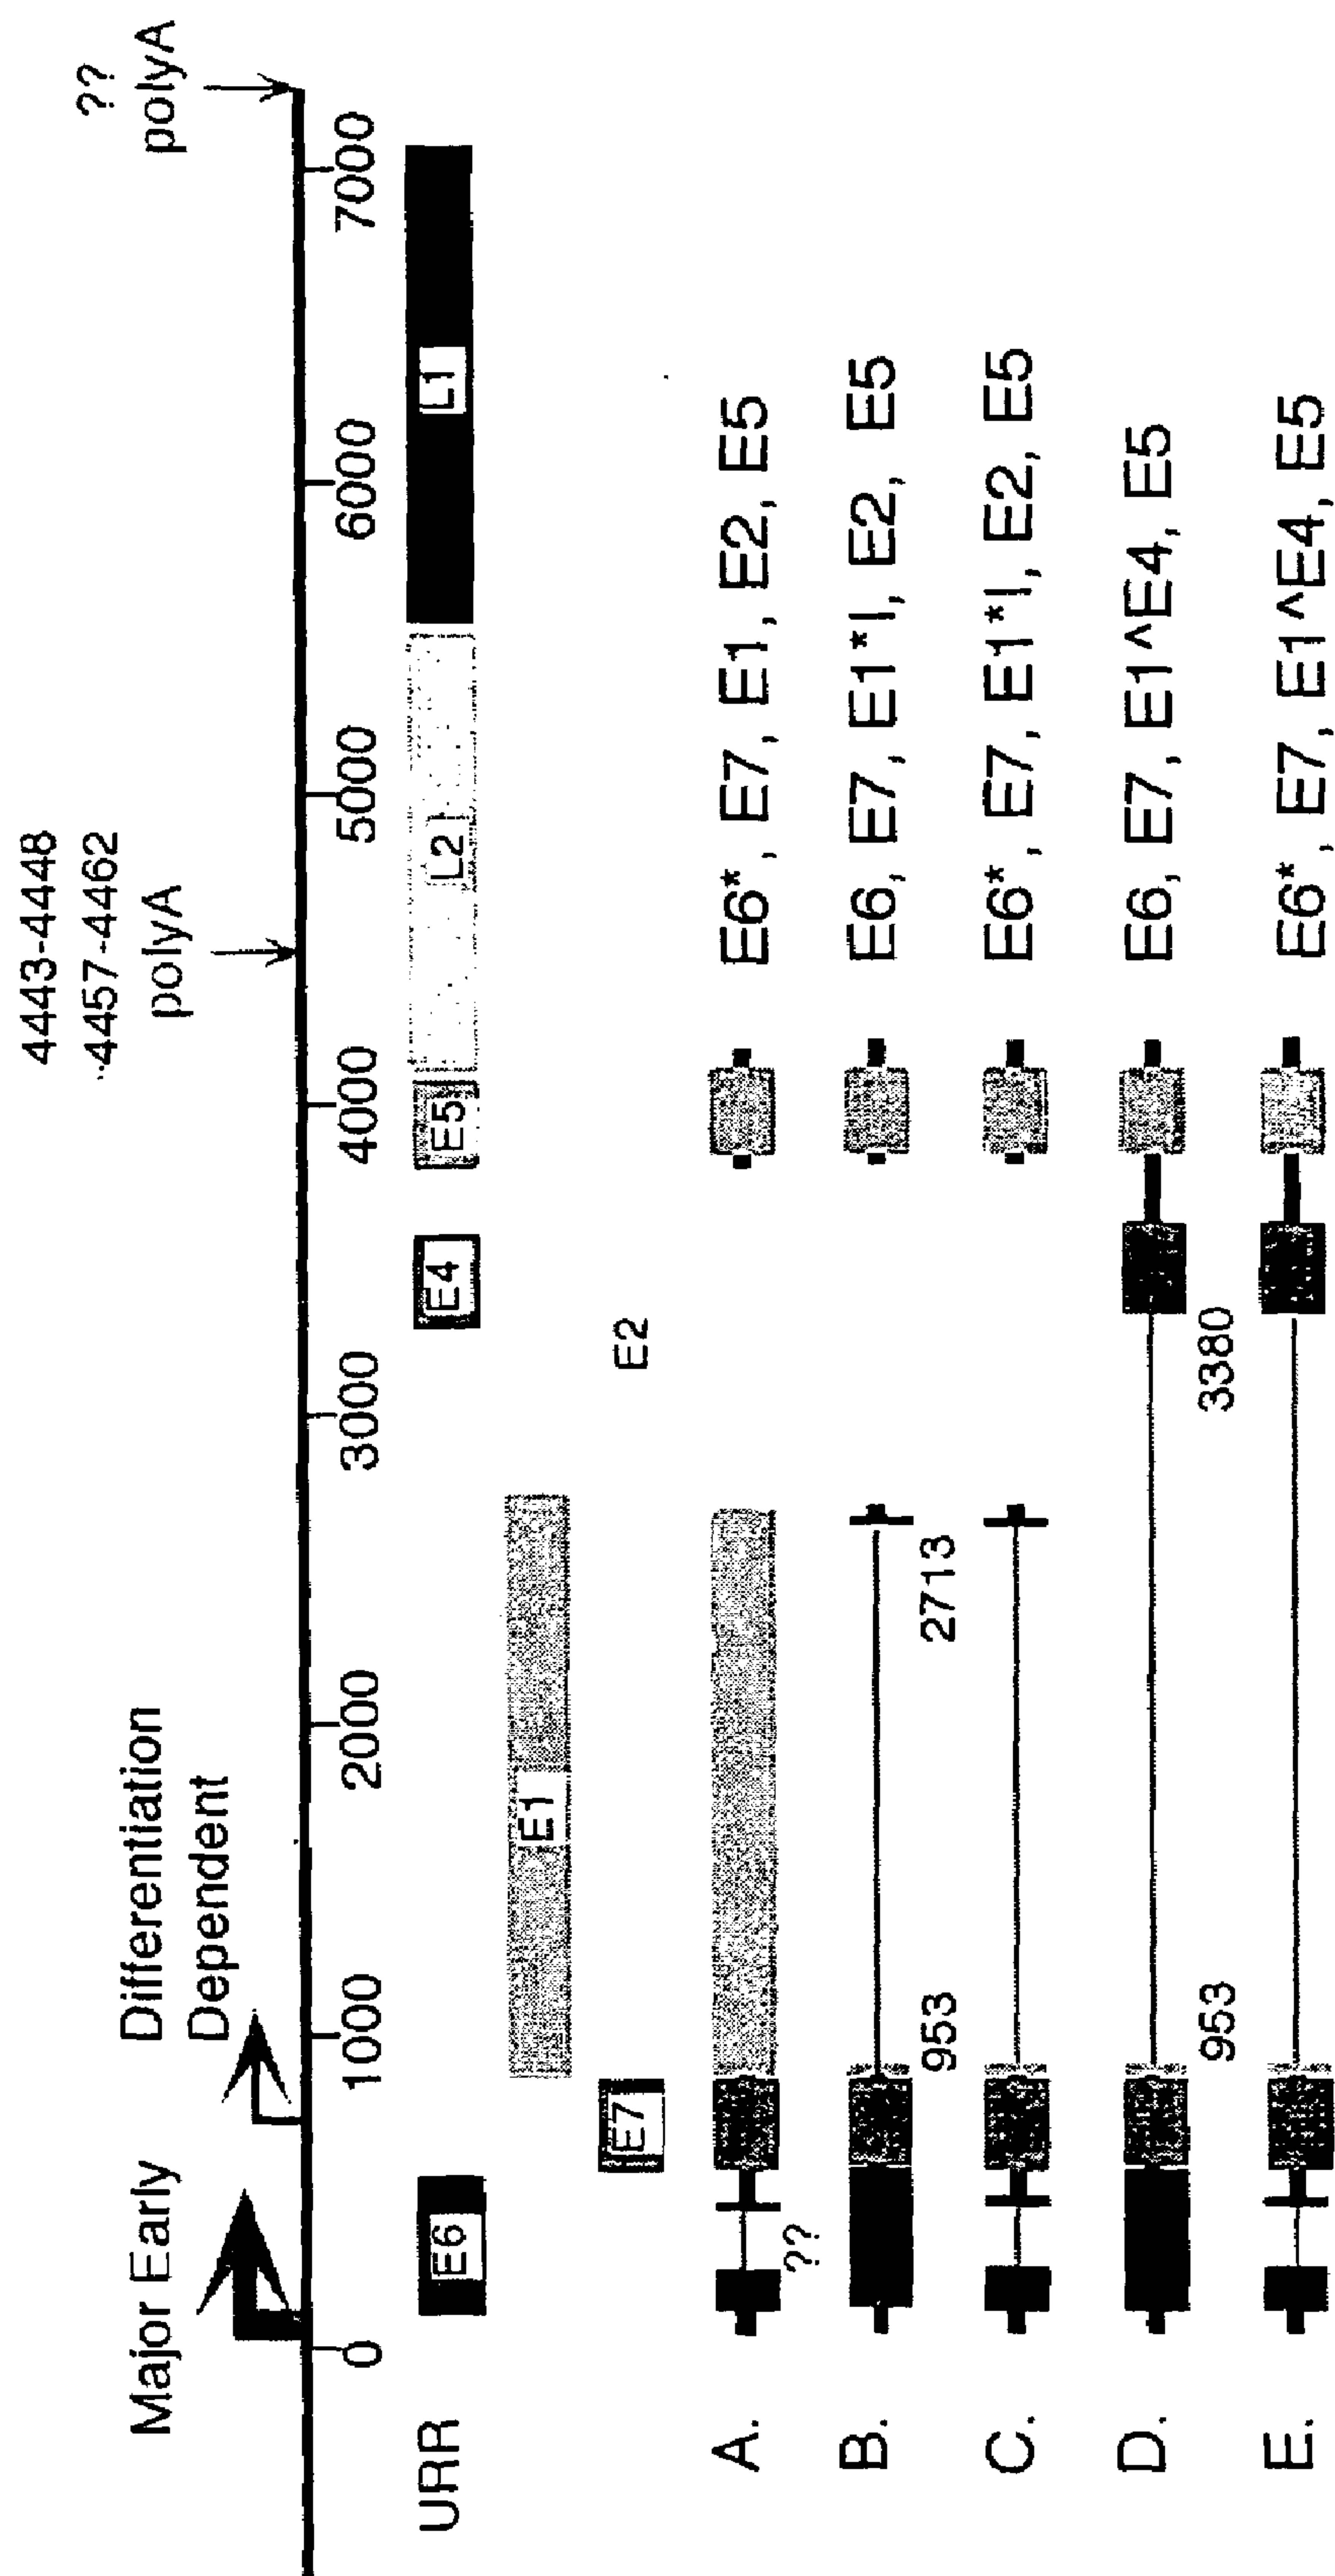 4443-4448
4457-4462
polyA
??
polyA
Major Early
Differentiation
Dependent
0
1000
2000
3000
4000
5000
6000
7000
URR
E6
E4
E5
L2
L1
E1
E7
E2
A.
E6*, E7, E1, E2, E5
??
B.
E6, E7, E1*I, E2, E5
953
2713
C.
E6*, E7, E1*I, E2, E5
D.
E6, E7, E1^E4, E5
953
3380
E.
E6*, E7, E1^E4, E5